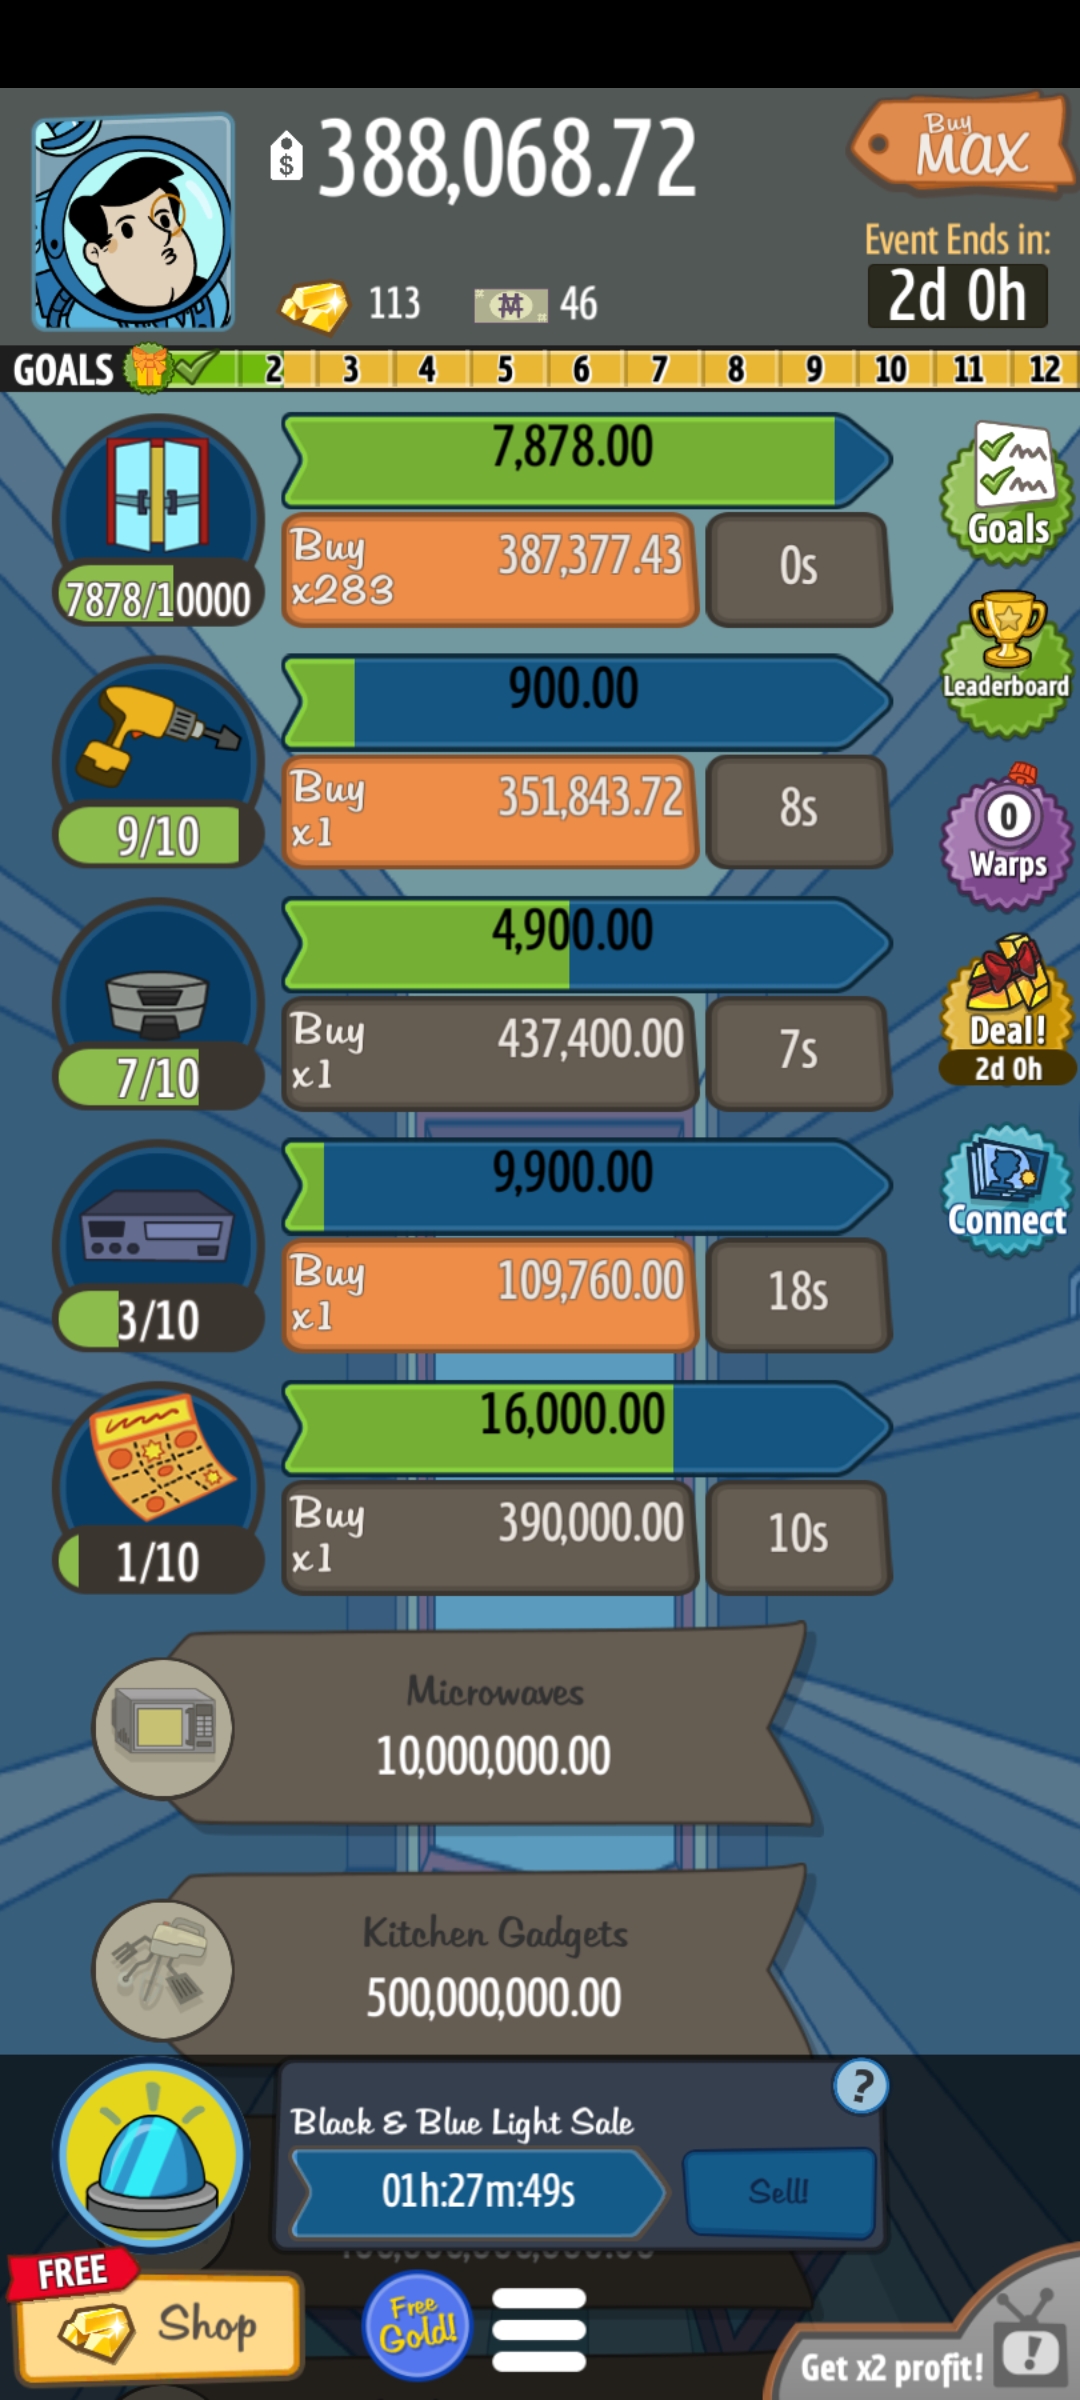 388,068.72
Buy
MAX
113
46
Event Ends in:
2d 0h
GOALS 2 3 4 5 6 7 8 9 10 11 12
7,878.00
Buy 387,377.43
x283
0s
7878/10000
Goals
900.00
Buy 351,843.72
x1
8s
9/10
Leaderboard
0
Warps
4,900.00
Buy 437,400.00
x1
7s
7/10
Deal!
2d 0h
9,900.00
Buy 109,760.00
x1
18s
3/10
Connect
16,000.00
Buy 390,000.00
x1
10s
1/10
Microwaves
10,000,000.00
Kitchen Gadgets
500,000,000.00
?
Black & Blue Light Sale
01h:27m:49s
Sell!
FREE
Shop
Free
Gold!
Get x2 profit!